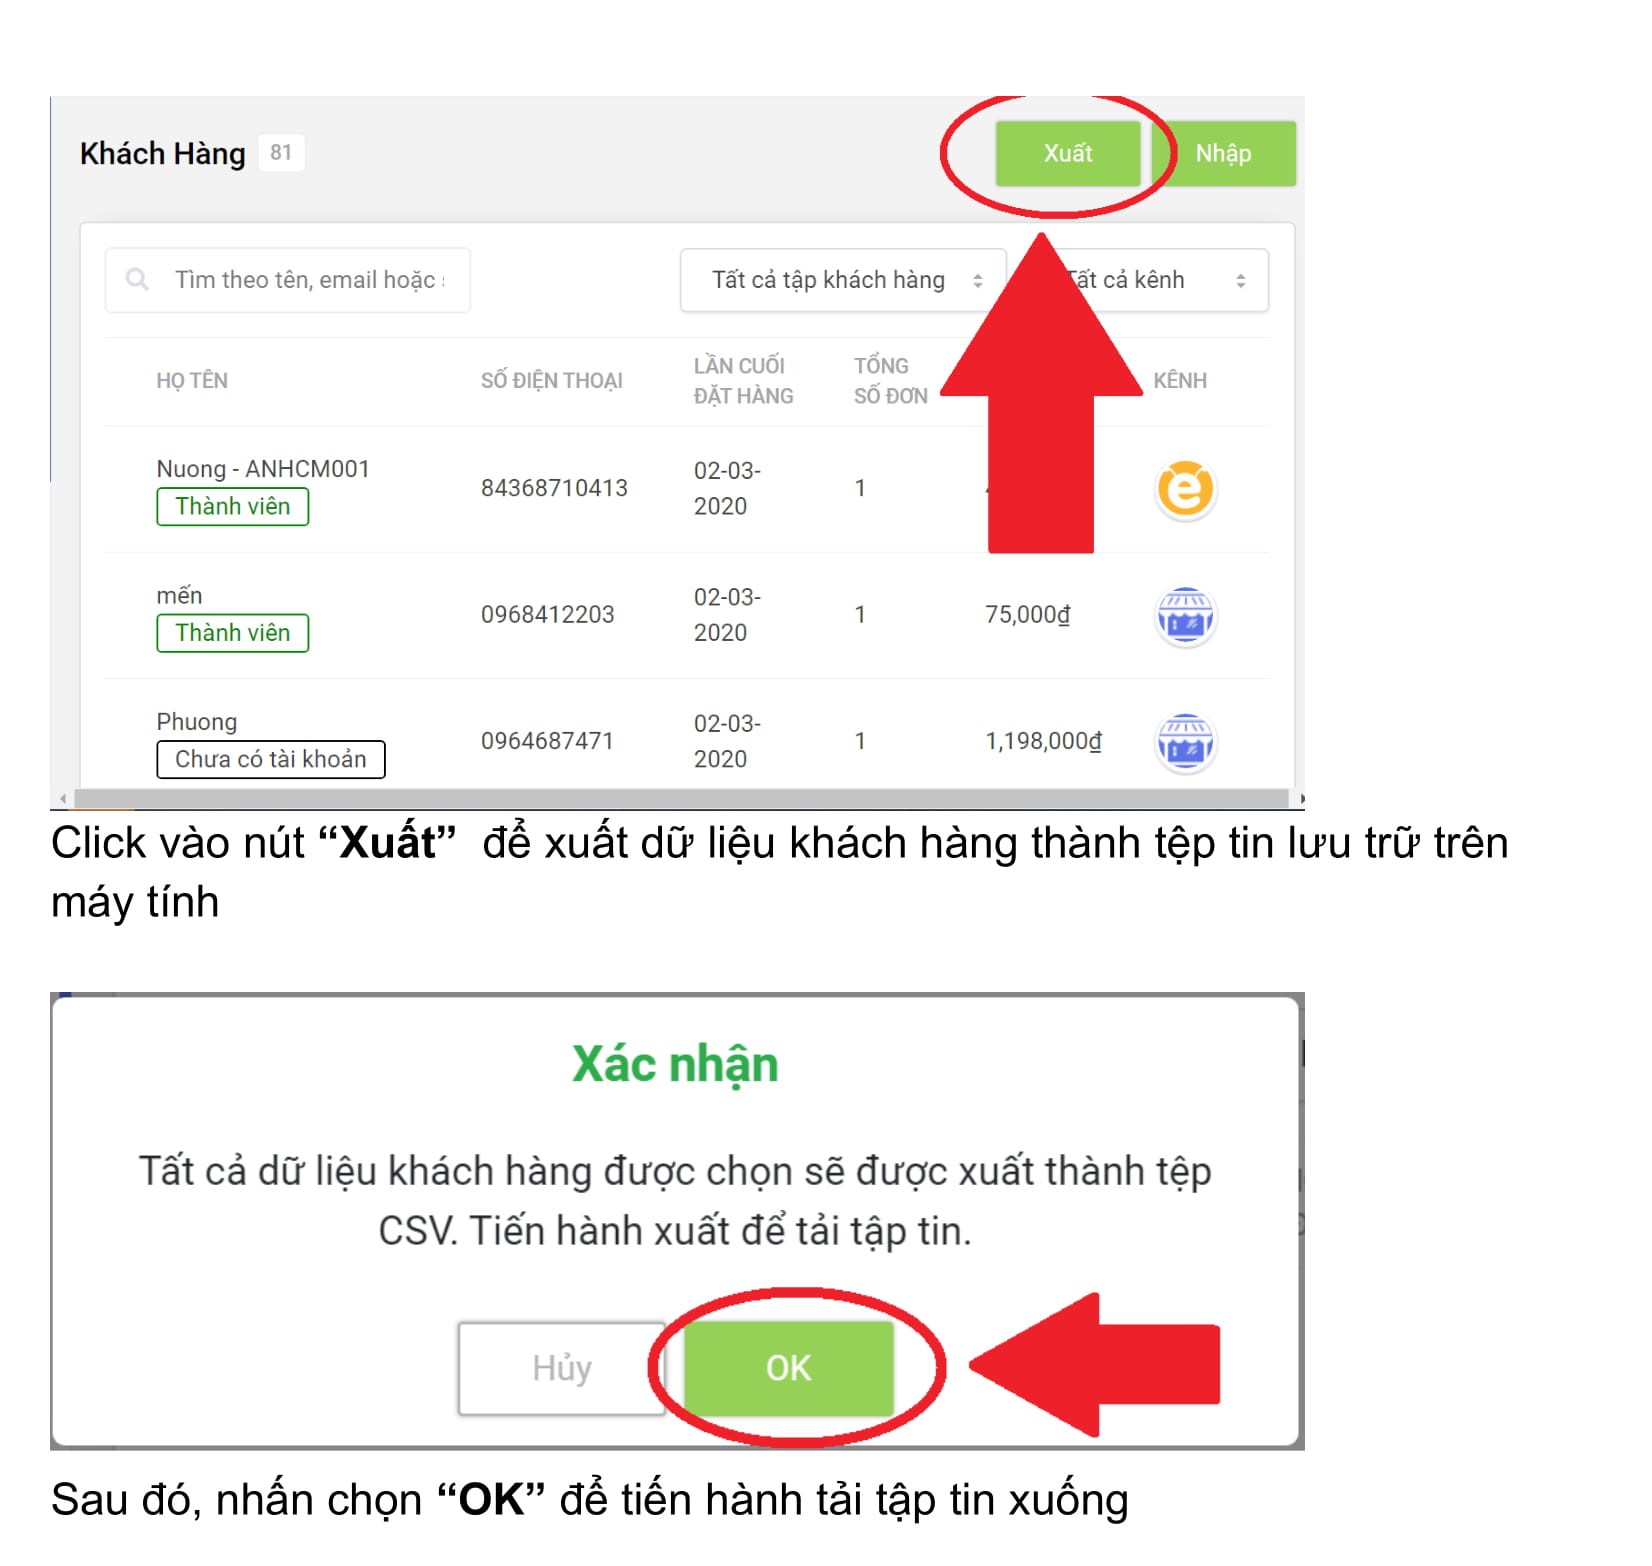 Khách Hàng 81 Xuất Nhập
Tìm theo tên, email hoặc Tất cả tập khách hàng Tất cả kênh
HỌ TÊN SỐ ĐIỆN THOẠI LẦN CUỐI ĐẶT HÀNG TỔNG SỐ ĐƠN KÊNH
Nuong - ANHCM001
Thành viên
84368710413 02-03-2020 1
mến
Thành viên
0968412203 02-03-2020 1 75,000₫
Phuong
Chưa có tài khoản
0964687471 02-03-2020 1 1,198,000₫
Click vào nút “Xuất” để xuất dữ liệu khách hàng thành tệp tin lưu trữ trên
máy tính
Xác nhận
Tất cả dữ liệu khách hàng được chọn sẽ được xuất thành tệp
CSV. Tiến hành xuất để tải tập tin.
Hủy OK
Sau đó, nhấn chọn “OK” để tiến hành tải tập tin xuống